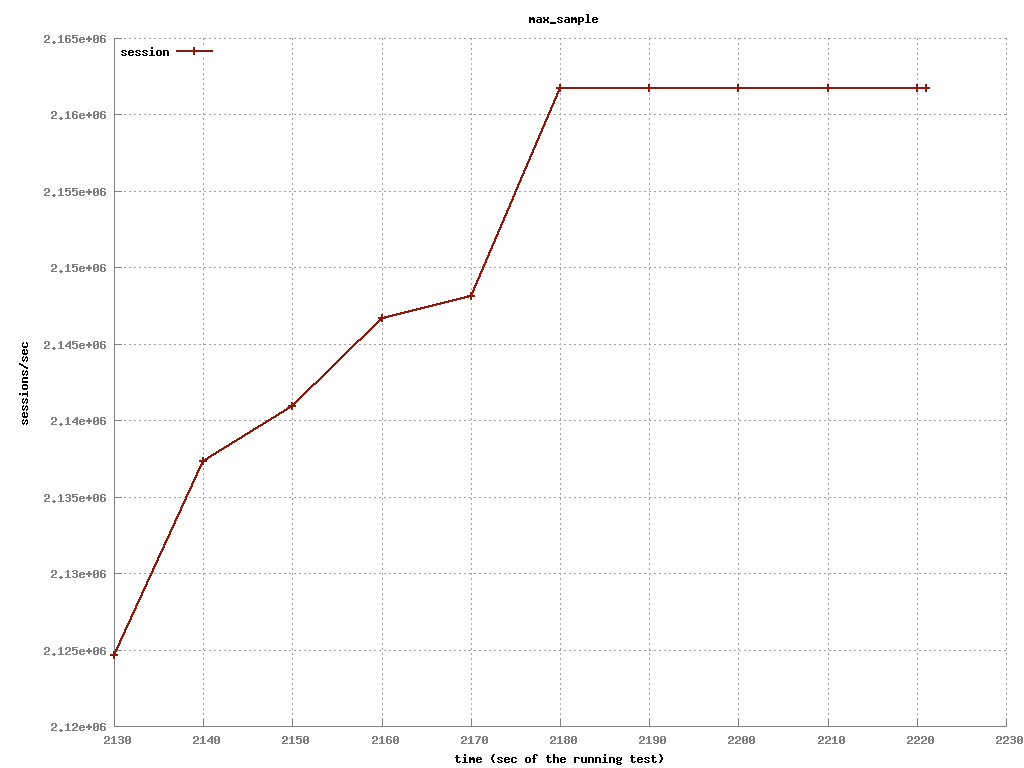 max_sample
session
2.165e+06
2.16e+06
2.155e+06
2.15e+06
2.145e+06
2.14e+06
2.135e+06
2.13e+06
2.125e+06
2.12e+06
sessions/sec
2130 2140 2150 2160 2170 2180 2190 2200 2210 2220 2230
time (sec of the running test)